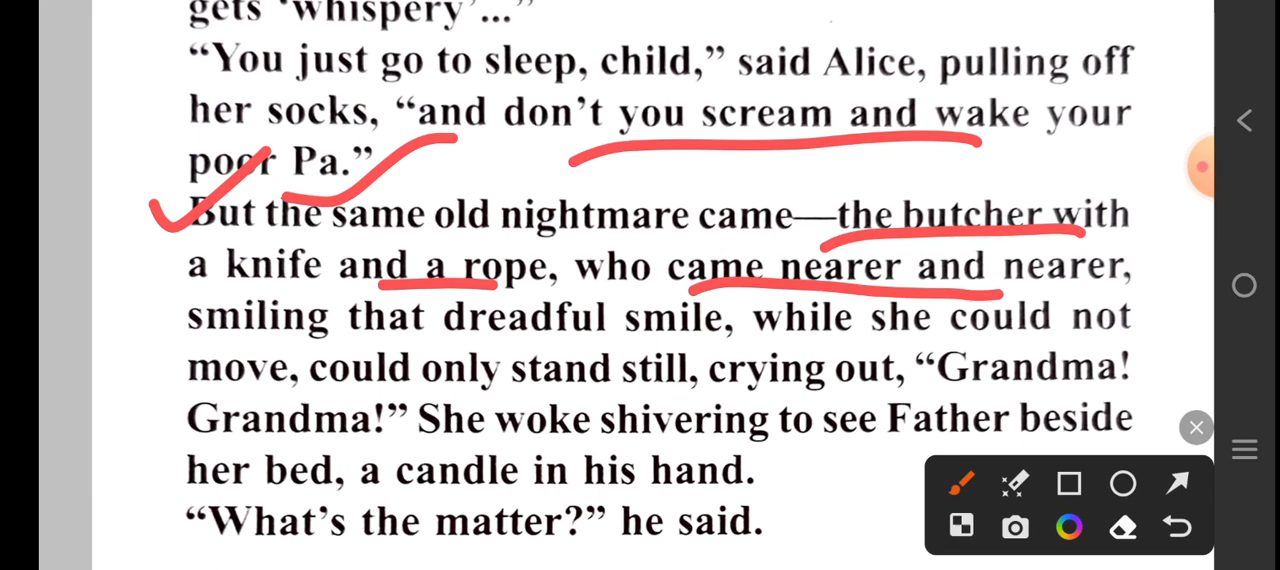 gets ‘whispery’...”
“You just go to sleep, child,” said Alice, pulling off
her socks, “and don’t you scream and wake your
poor Pa.”
But the same old nightmare came—the butcher with
a knife and a rope, who came nearer and nearer,
smiling that dreadful smile, while she could not
move, could only stand still, crying out, “Grandma!
Grandma!” She woke shivering to see Father beside
her bed, a candle in his hand.
“What’s the matter?” he said.